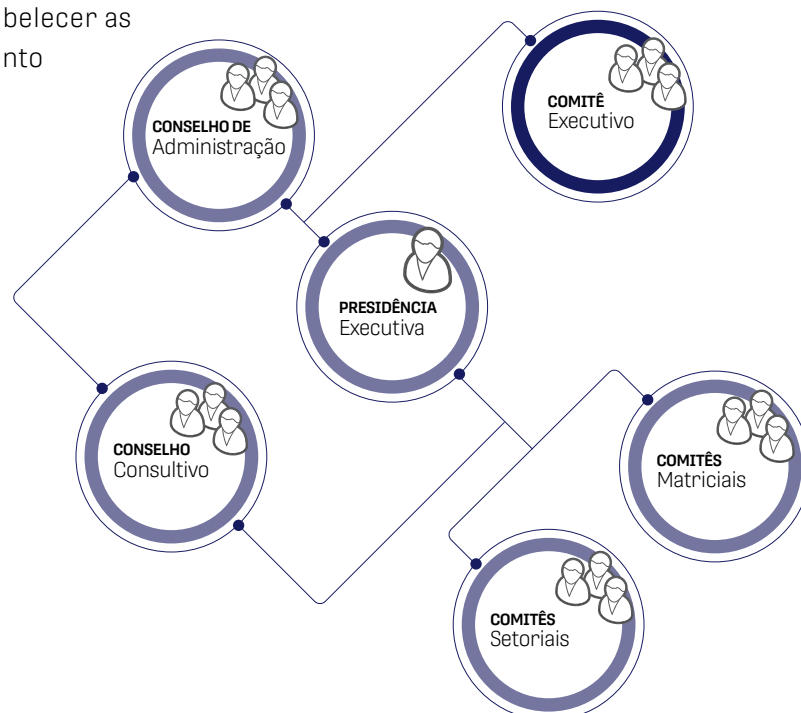 belecer as
nto
CONSELHO DE
Administração
COMITÊ
Executivo
PRESIDÊNCIA
Executiva
CONSELHO
Consultivo
COMITÊS
Matriciais
COMITÊS
Setoriais